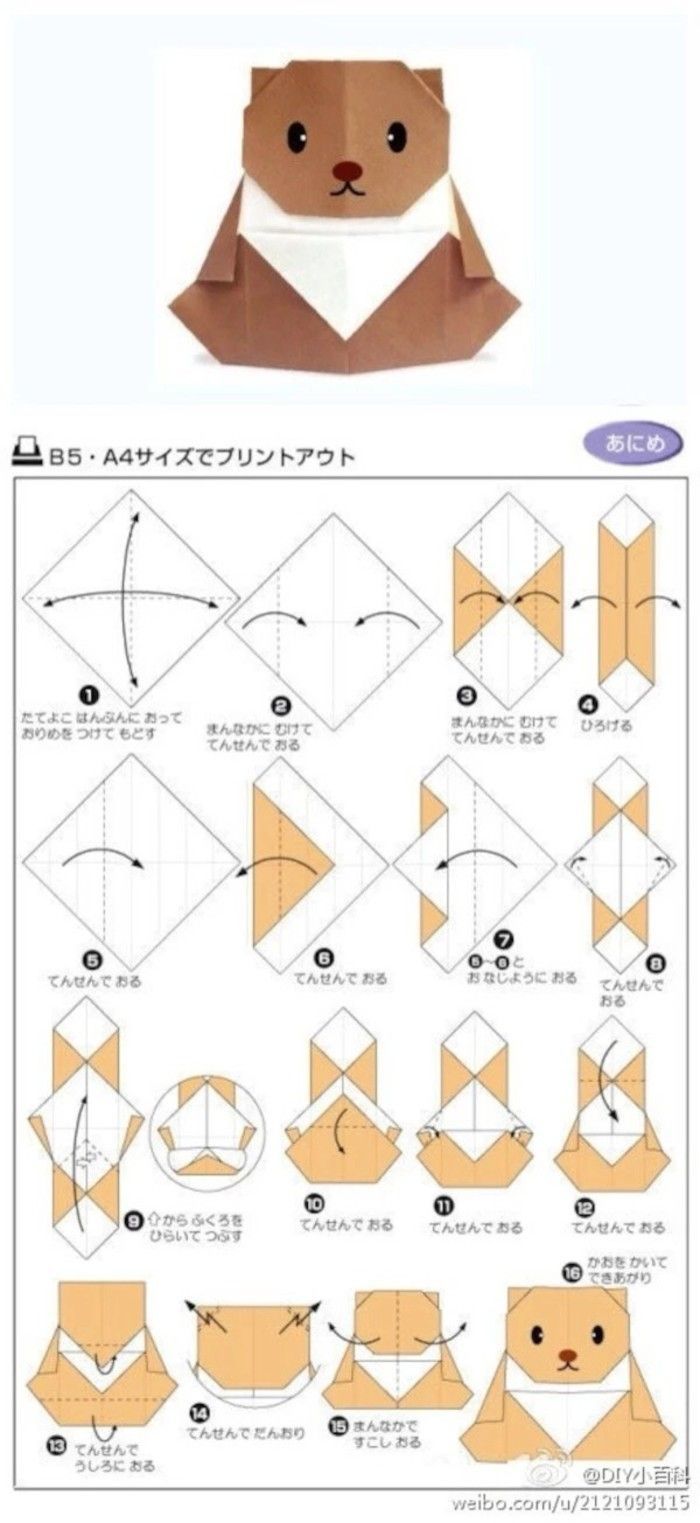 B5・A4サイズでプリントアウト
あにめ
1
たてよこ はんぶんに おって
おりめを つけて もどす
2
まんなかに むけて
てんせんで おる
3
まんなかに むけて
てんせんで おる
4
ひろげる
5
てんせんで おる
6
てんせんで おる
7
5〜6と
おなじように おる
8
てんせんで
おる
9
⇧から ふくろを
ひらいて つぶす
10
てんせんで おる
11
てんせんで おる
12
てんせんで おる
13
てんせんで
うしろに おる
14
てんせんで だんおり
15
まんなかで
すこし おる
16
かおを かいて
できあがり
@DIY小百科
weibo.com/u/2121093115